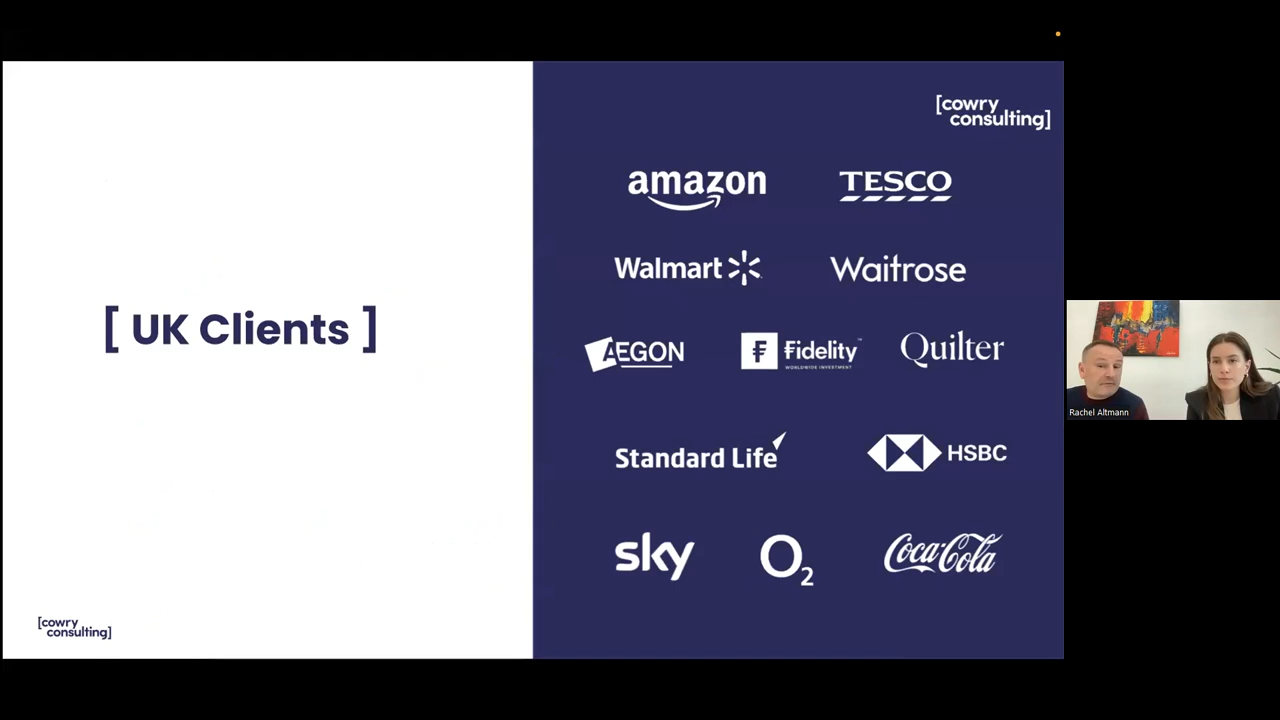 [cowry
consulting]
amazon
TESCO
Walmart
Waitrose
[ UK Clients ]
AEGON
Fidelity™
WORLDWIDE INVESTMENT
Quilter
Standard Life
HSBC
sky
O2
Coca-Cola
[cowry
consulting]
Rachel Altmann